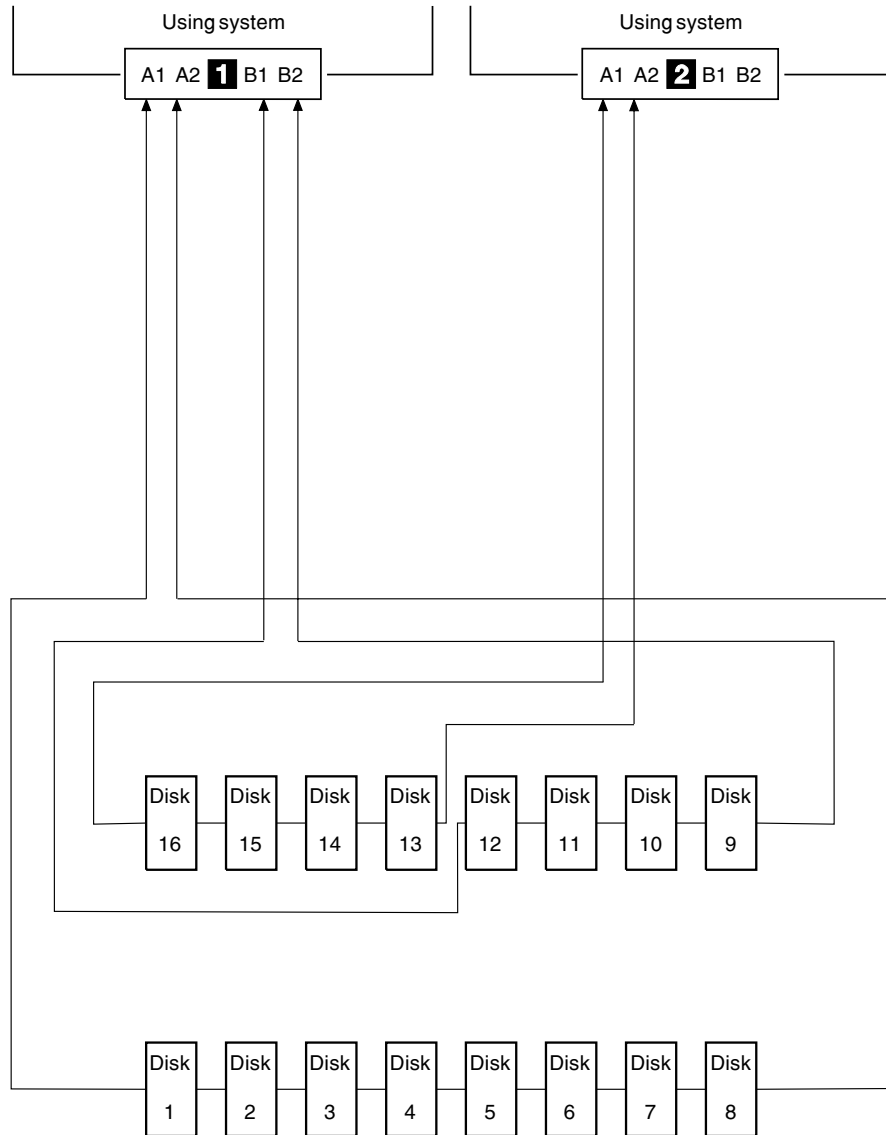 Using system
A1 A2 1 B1 B2
Using system
A1 A2 2 B1 B2
Disk
16
Disk
15
Disk
14
Disk
13
Disk
12
Disk
11
Disk
10
Disk
9
Disk
1
Disk
2
Disk
3
Disk
4
Disk
5
Disk
6
Disk
7
Disk
8